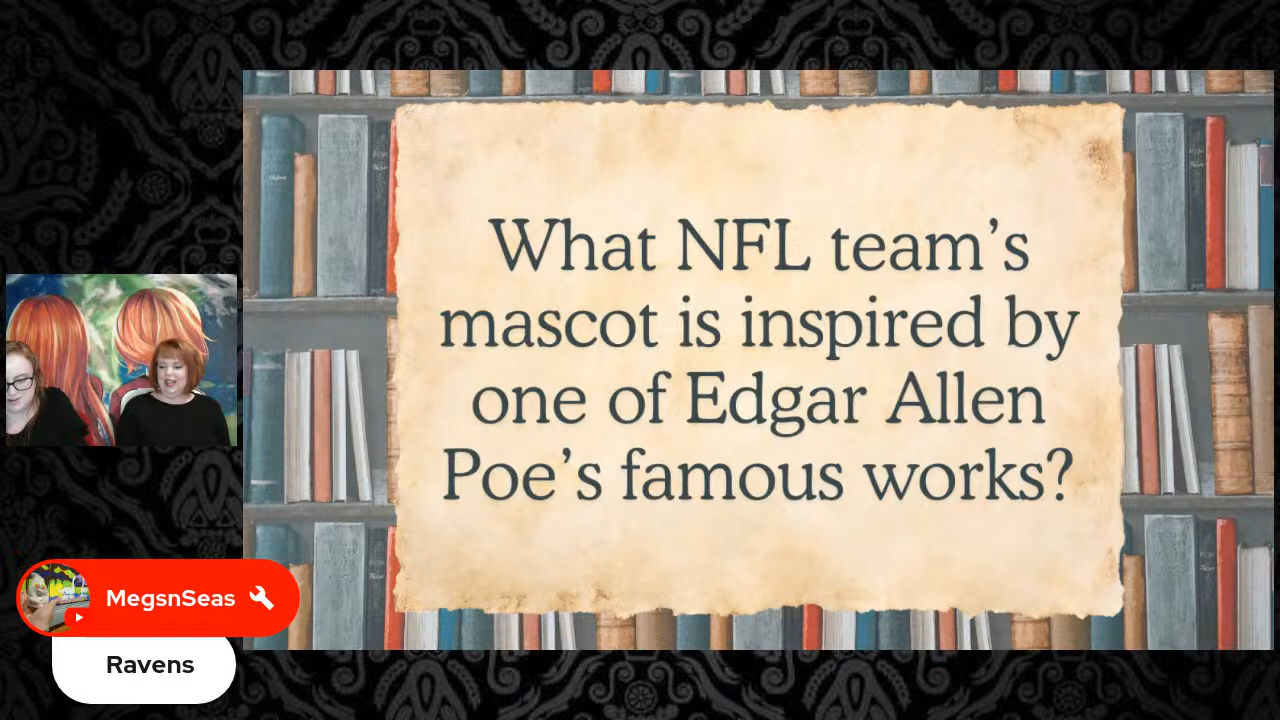 What NFL team’s
mascot is inspired by
one of Edgar Allen
Poe’s famous works?
MegsnSeas
Ravens